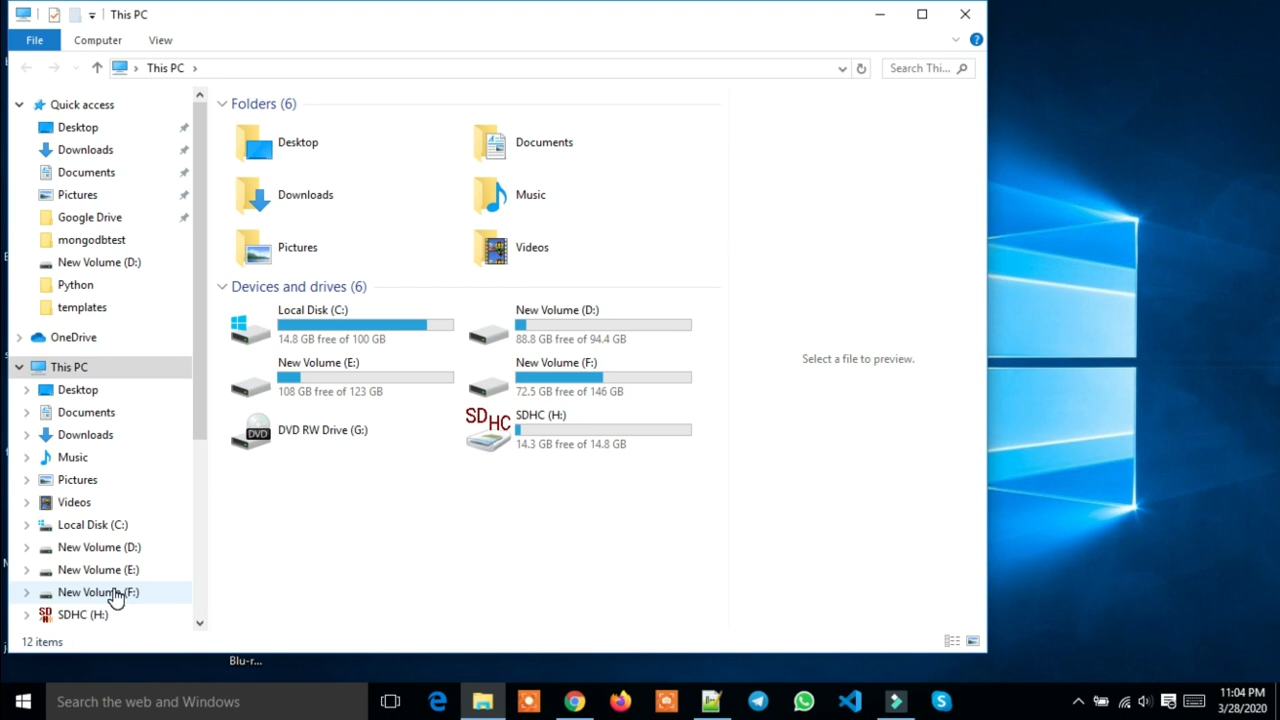 This PC
File
Computer
View
This PC
Search Thi...
Quick access
Desktop
Downloads
Documents
Pictures
Google Drive
mongodbtest
New Volume (D:)
Python
templates
OneDrive
This PC
Desktop
Documents
Downloads
Music
Pictures
Videos
Local Disk (C:)
New Volume (D:)
New Volume (E:)
New Volume (F:)
SDHC (H:)
Folders (6)
Desktop
Documents
Downloads
Music
Pictures
Videos
Devices and drives (6)
Local Disk (C:)
14.8 GB free of 100 GB
New Volume (D:)
88.8 GB free of 94.4 GB
New Volume (E:)
108 GB free of 123 GB
New Volume (F:)
72.5 GB free of 146 GB
DVD
DVD RW Drive (G:)
SD HC
SDHC (H:)
14.3 GB free of 14.8 GB
Select a file to preview.
12 items
Blu-r...
Search the web and Windows
11:04 PM
3/28/2020